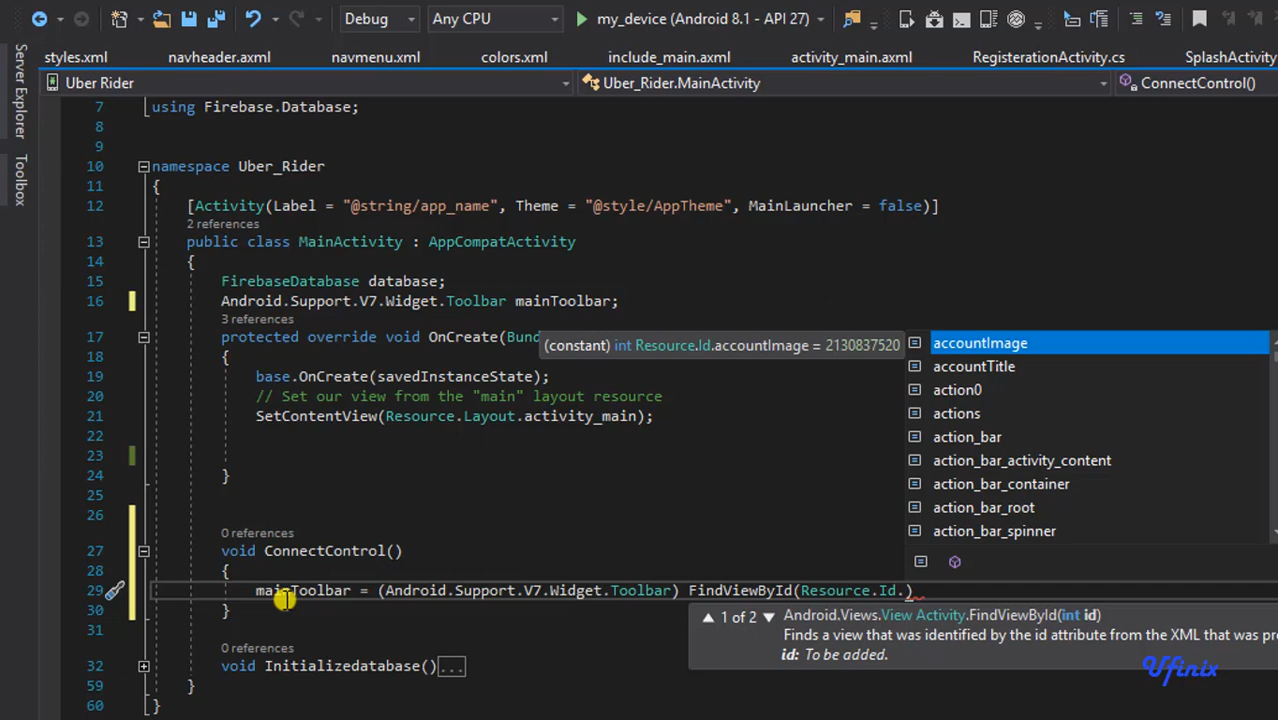 Debug Any CPU my_device (Android 8.1 - API 27)
styles.xml navheader.axml navmenu.xml colors.xml include_main.axml activity_main.axml RegisterationActivity.cs SplashActivity
Server Explorer
Toolbox
Uber Rider Uber_Rider.MainActivity ConnectControl()
7 using Firebase.Database;
8
9
10 namespace Uber_Rider
11 {
12 [Activity(Label = "@string/app_name", Theme = "@style/AppTheme", MainLauncher = false)]
2 references
13 public class MainActivity : AppCompatActivity
14 {
15 FirebaseDatabase database;
16 Android.Support.V7.Widget.Toolbar mainToolbar;
3 references
17 protected override void OnCreate(Bund
(constant) int Resource.Id.accountImage = 2130837520
accountImage
accountTitle
action0
actions
action_bar
action_bar_activity_content
action_bar_container
action_bar_root
action_bar_spinner
18 {
19 base.OnCreate(savedInstanceState);
20 // Set our view from the "main" layout resource
21 SetContentView(Resource.Layout.activity_main);
22
23
24 }
25
26
0 references
27 void ConnectControl()
28 {
29 mainToolbar = (Android.Support.V7.Widget.Toolbar) FindViewById(Resource.Id.)
30 }
1 of 2 Android.Views.View Activity.FindViewById(int id)
Finds a view that was identified by the id attribute from the XML that was pr
id: To be added.
31
0 references
32 void Initializedatabase()...
59 }
60 }
Ufinix